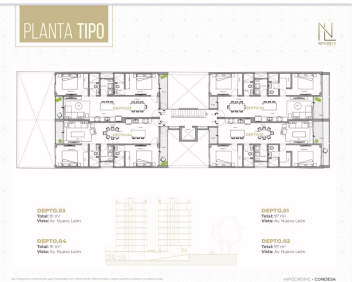 PLANTA TIPO
NL
DEPTO.03
Total: 91 m²
Vista: Av. Nuevo León
DEPTO.01
Total: 97 m²
Vista: Av. Nuevo León
DEPTO.04
Total: 91 m²
Vista: Av. Nuevo León
DEPTO.02
Total: 97 m²
Vista: Av. Nuevo León
HIPÓDROMO - CONDESA